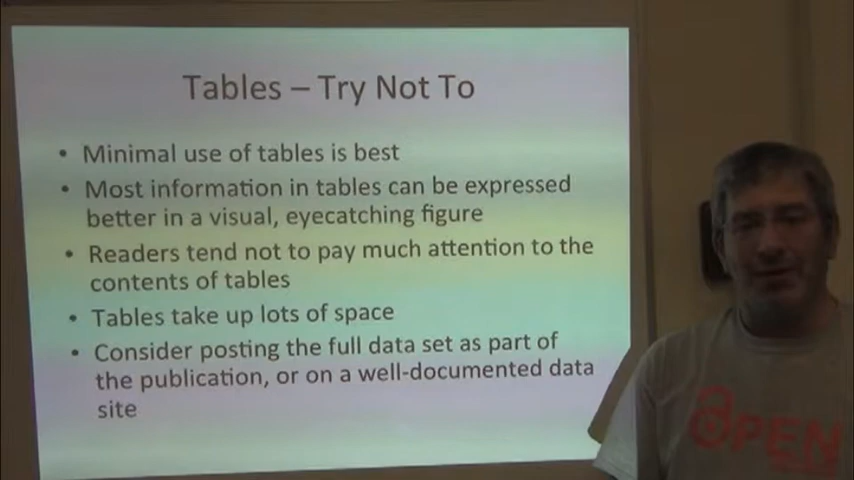 Tables – Try Not To
• Minimal use of tables is best
• Most information in tables can be expressed
better in a visual, eyecatching figure
• Readers tend not to pay much attention to the
contents of tables
• Tables take up lots of space
• Consider posting the full data set as part of
the publication, or on a well-documented data
site
OPEN